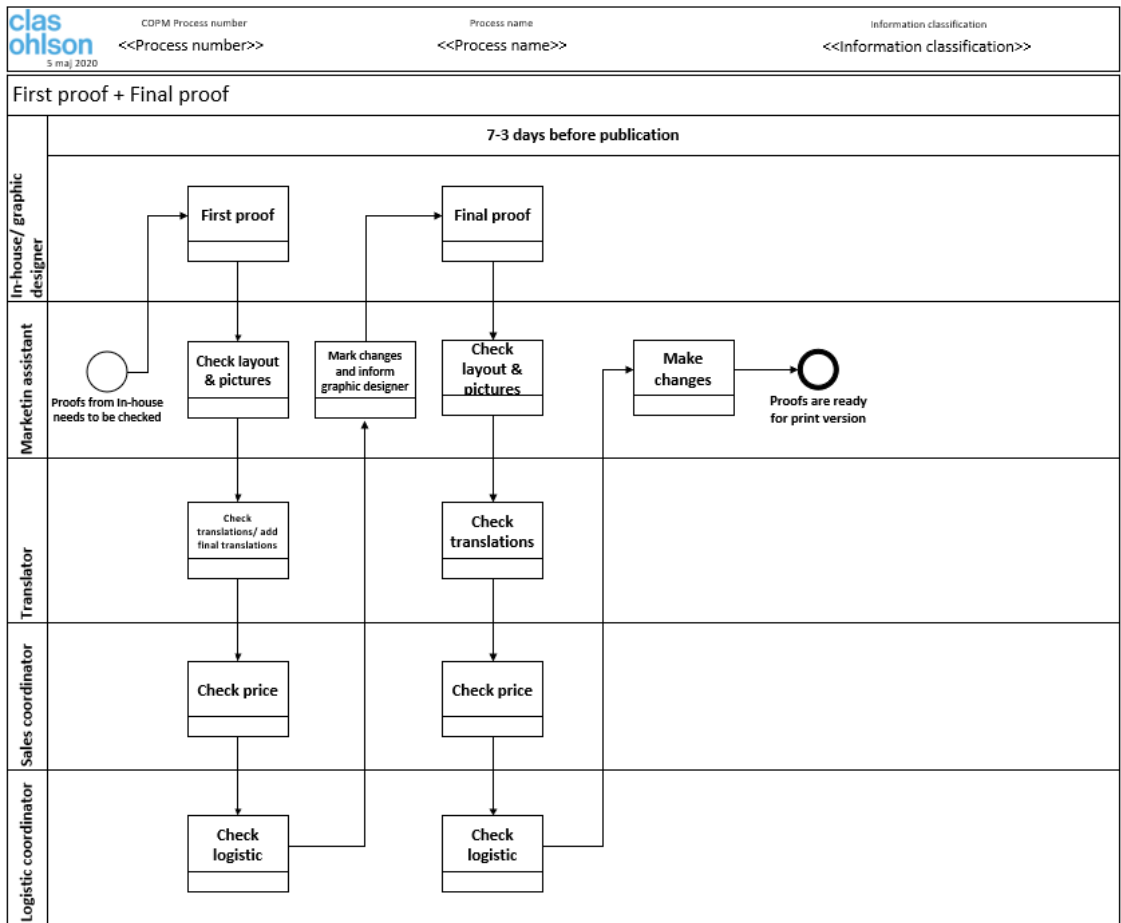 clas
ohlson
5 maj 2020
COPM Process number
<<Process number>>
Process name
<<Process name>>
Information classification
<<Information classification>>
First proof + Final proof
7-3 days before publication
In-house/ graphic
designer
First proof
Final proof
Marketin assistant
Proofs from In-house
needs to be checked
Check layout
& pictures
Mark changes
and inform
graphic designer
Check
layout &
pictures
Make
changes
Proofs are ready
for print version
Translator
Check
translations/ add
final translations
Check
translations
Sales coordinator
Check price
Check price
Logistic coordinator
Check
logistic
Check
logistic